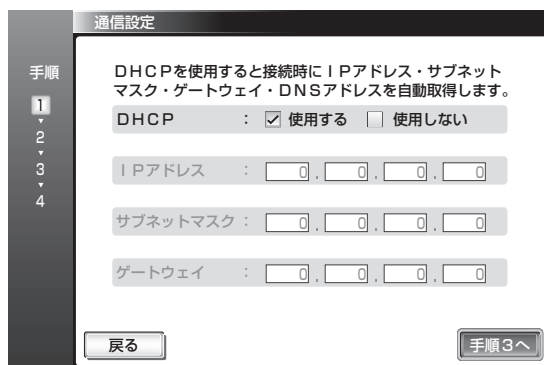 通信設定
手順
1
2
3
4
DHCPを使用すると接続時にIPアドレス・サブネット
マスク・ゲートウェイ・DNSアドレスを自動取得します。
DHCP : 使用する 使用しない
IPアドレス : 0 . 0 . 0 . 0
サブネットマスク : 0 . 0 . 0 . 0
ゲートウェイ : 0 . 0 . 0 . 0
戻る 手順3へ